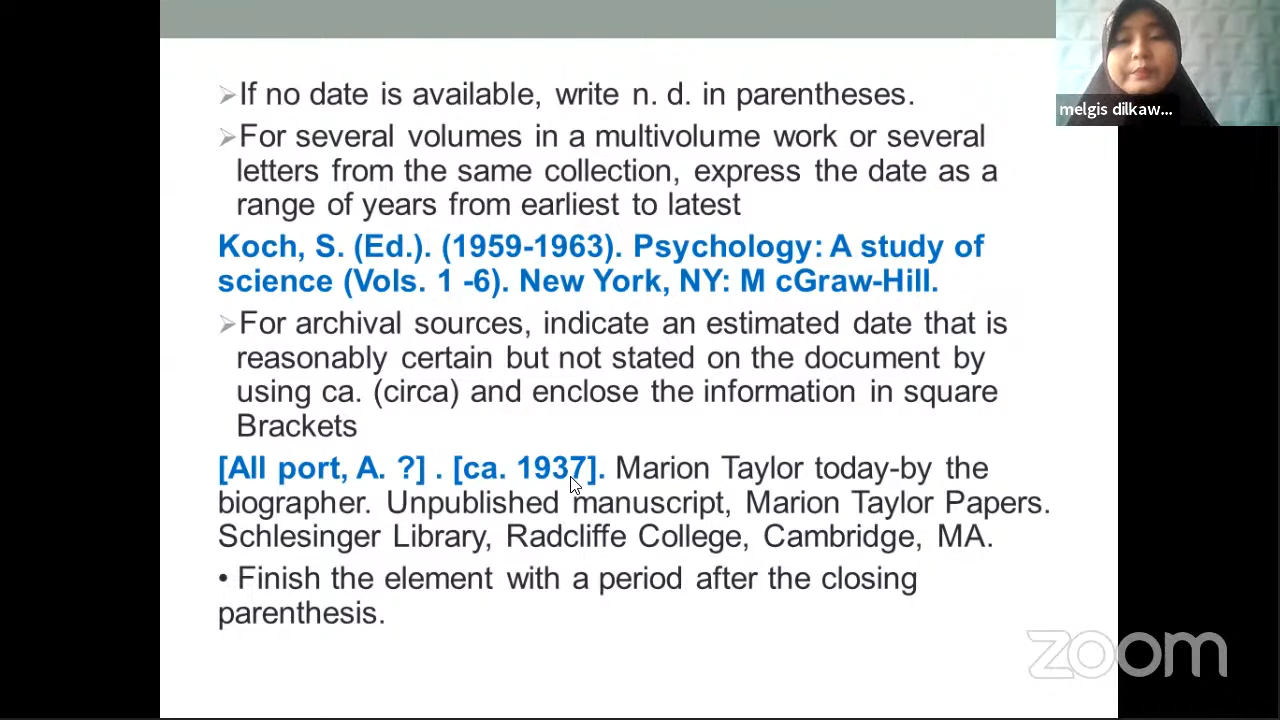 ➢If no date is available, write n. d. in parentheses.
➢For several volumes in a multivolume work or several
letters from the same collection, express the date as a
range of years from earliest to latest
Koch, S. (Ed.). (1959-1963). Psychology: A study of
science (Vols. 1 -6). New York, NY: M cGraw-Hill.
➢For archival sources, indicate an estimated date that is
reasonably certain but not stated on the document by
using ca. (circa) and enclose the information in square
Brackets
[All port, A. ?] . [ca. 1937]. Marion Taylor today-by the
biographer. Unpublished manuscript, Marion Taylor Papers.
Schlesinger Library, Radcliffe College, Cambridge, MA.
• Finish the element with a period after the closing
parenthesis.
melgis dilkaw...
zoom